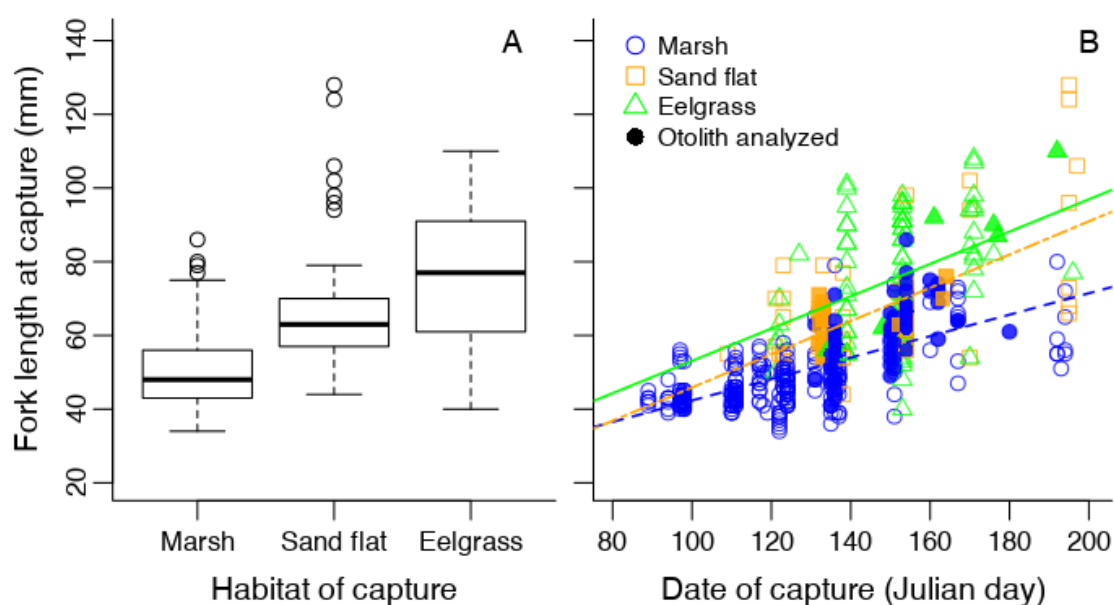 Fork length at capture (mm)
140
120
100
80
60
40
20
A
Marsh
Sand flat
Eelgrass
Habitat of capture
B
Marsh
Sand flat
Eelgrass
Otolith analyzed
80
100
120
140
160
180
200
Date of capture (Julian day)